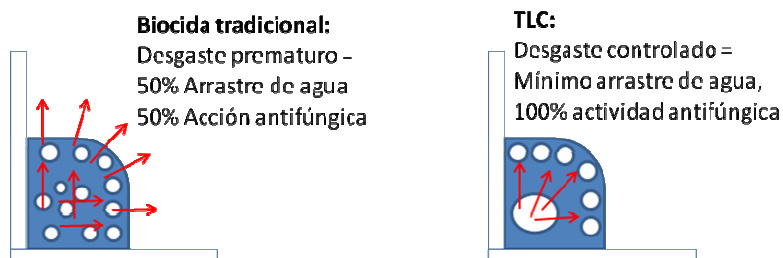 Biocida tradicional:
Desgaste prematuro –
50% Arrastre de agua
50% Acción antifúngica
TLC:
Desgaste controlado =
Mínimo arrastre de agua,
100% actividad antifúngica